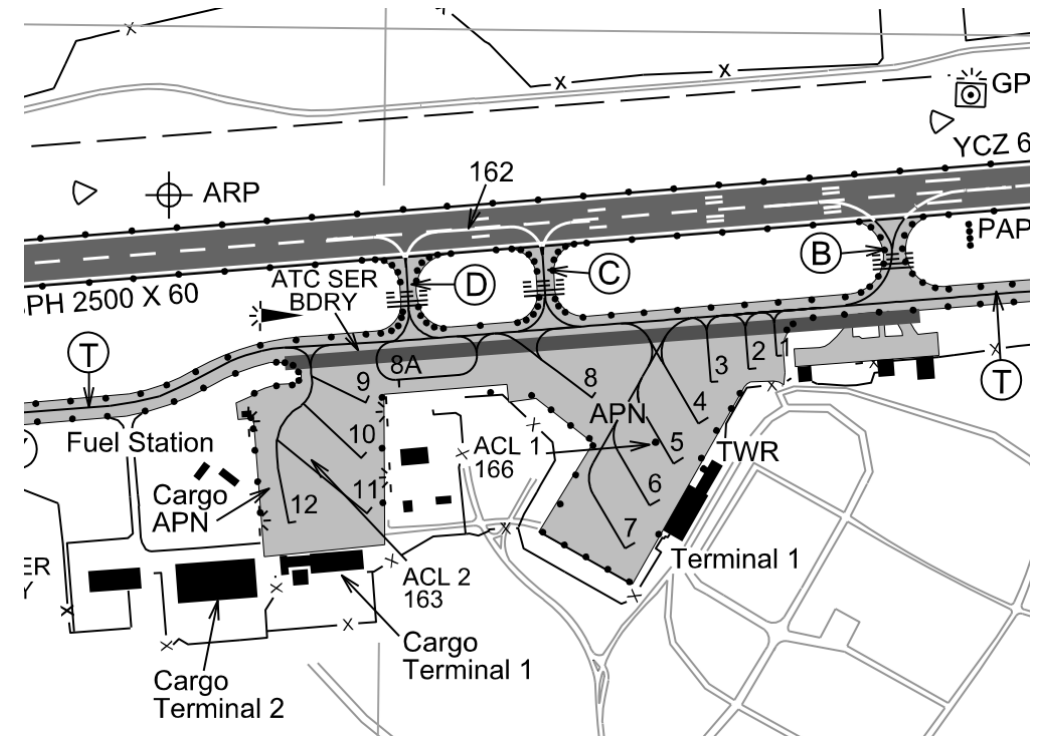 GP
YCZ 6
162
ARP
PAP
B
C
D
ATC SER
BDRY
PH 2500 X 60
T
8A
3
2
1
9
8
4
T
APN
10
5
Fuel Station
ACL 1
166
TWR
6
Cargo
APN
12
11
7
ER
Terminal 1
ACL 2
163
Cargo
Terminal 1
Cargo
Terminal 2